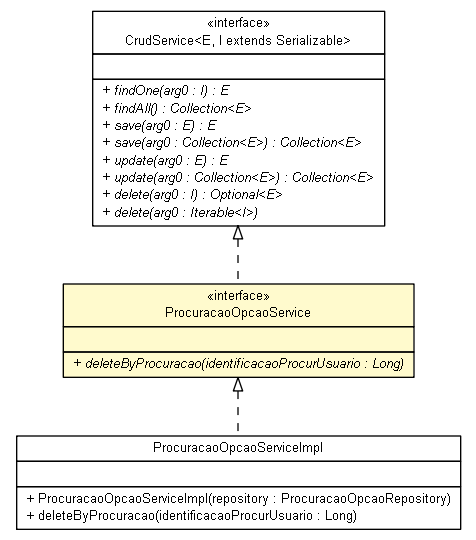 «interface»
CrudService<E, I extends Serializable>
+ findOne(arg0 : I) : E
+ findAll() : Collection<E>
+ save(arg0 : E) : E
+ save(arg0 : Collection<E>) : Collection<E>
+ update(arg0 : E) : E
+ update(arg0 : Collection<E>) : Collection<E>
+ delete(arg0 : I) : Optional<E>
+ delete(arg0 : Iterable<I>)
«interface»
ProcuracaoOpcaoService
+ deleteByProcuracao(identificacaoProcurUsuario : Long)
ProcuracaoOpcaoServiceImpl
+ ProcuracaoOpcaoServiceImpl(repository : ProcuracaoOpcaoRepository)
+ deleteByProcuracao(identificacaoProcurUsuario : Long)